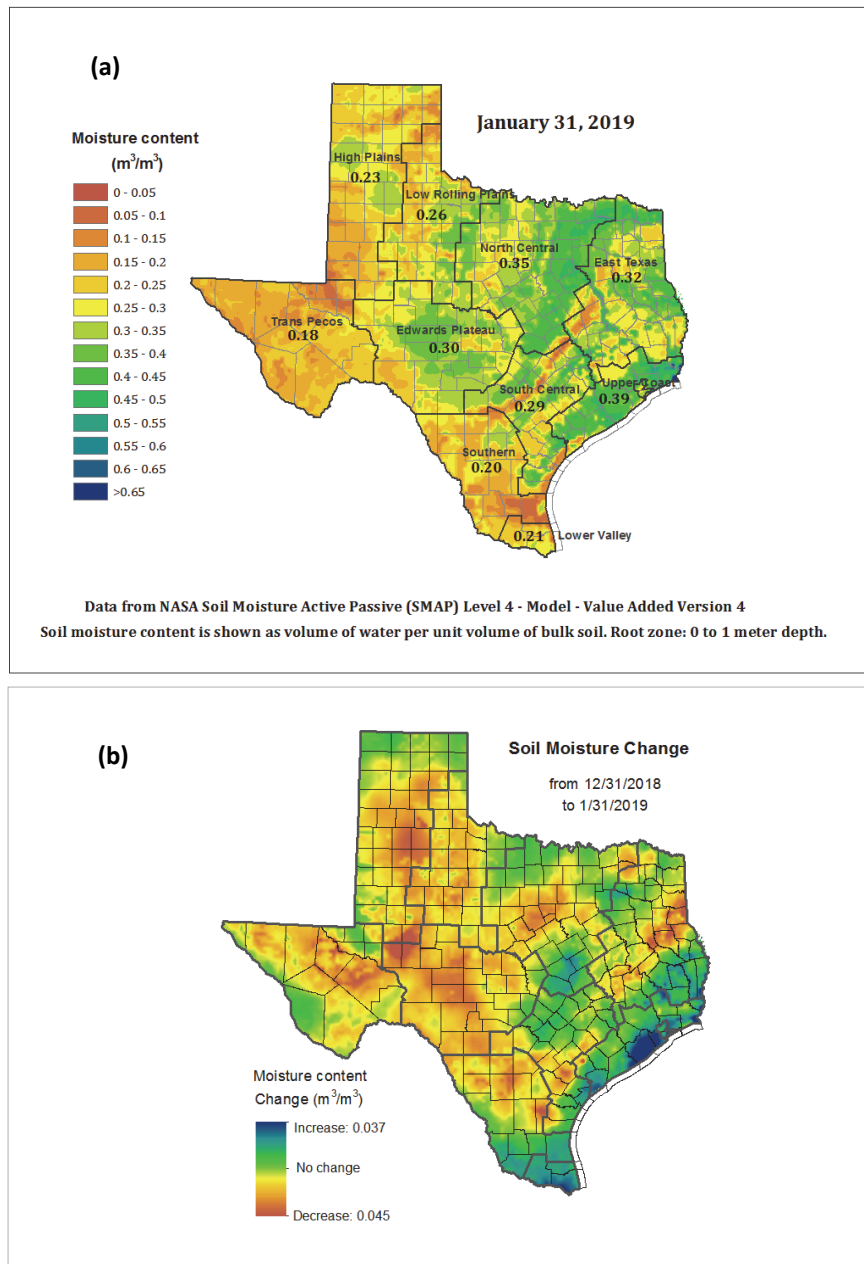 (a)
January 31, 2019
Moisture content
(m³/m³)
0 - 0.05
0.05 - 0.1
0.1 - 0.15
0.15 - 0.2
0.2 - 0.25
0.25 - 0.3
0.3 - 0.35
0.35 - 0.4
0.4 - 0.45
0.45 - 0.5
0.5 - 0.55
0.55 - 0.6
0.6 - 0.65
>0.65
High Plains
0.23
Low Rolling Plains
0.26
North Central
0.35
East Texas
0.32
Trans Pecos
0.18
Edwards Plateau
0.30
South Central
0.29
Upper Coast
0.39
Southern
0.20
0.21 Lower Valley
Data from NASA Soil Moisture Active Passive (SMAP) Level 4 - Model - Value Added Version 4
Soil moisture content is shown as volume of water per unit volume of bulk soil. Root zone: 0 to 1 meter depth.
(b)
Soil Moisture Change
from 12/31/2018
to 1/31/2019
Moisture content
Change (m³/m³)
Increase: 0.037
No change
Decrease: 0.045